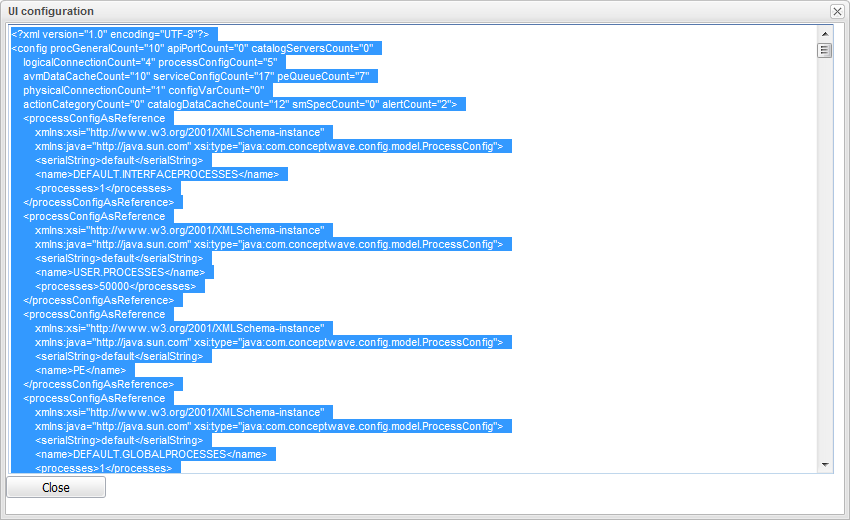 UI configuration
<?xml version="1.0" encoding="UTF-8"?>
<config procGeneralCount="10" apiPortCount="0" catalogServersCount="0"
logicalConnectionCount="4" processConfigCount="5"
avmDataCacheCount="10" serviceConfigCount="17" peQueueCount="7"
physicalConnectionCount="1" configVarCount="0"
actionCategoryCount="0" catalogDataCacheCount="12" smSpecCount="0" alertCount="2">
<processConfigAsReference
xmlns:xsi="http://www.w3.org/2001/XMLSchema-instance"
xmlns:java="http://java.sun.com" xsi:type="java:com.conceptwave.config.model.ProcessConfig">
<serialString>default</serialString>
<name>DEFAULT.INTERFACEPROCESSES</name>
<processes>1</processes>
</processConfigAsReference>
<processConfigAsReference
xmlns:xsi="http://www.w3.org/2001/XMLSchema-instance"
xmlns:java="http://java.sun.com" xsi:type="java:com.conceptwave.config.model.ProcessConfig">
<serialString>default</serialString>
<name>USER.PROCESSES</name>
<processes>50000</processes>
</processConfigAsReference>
<processConfigAsReference
xmlns:xsi="http://www.w3.org/2001/XMLSchema-instance"
xmlns:java="http://java.sun.com" xsi:type="java:com.conceptwave.config.model.ProcessConfig">
<serialString>default</serialString>
<name>PE</name>
</processConfigAsReference>
<processConfigAsReference
xmlns:xsi="http://www.w3.org/2001/XMLSchema-instance"
xmlns:java="http://java.sun.com" xsi:type="java:com.conceptwave.config.model.ProcessConfig">
<serialString>default</serialString>
<name>DEFAULT.GLOBALPROCESSES</name>
<processes>1</processes>
Close